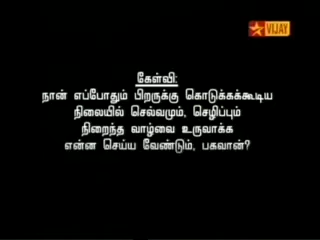 VIJAY
கேள்வி:
நான் எப்போதும் பிறருக்கு கொடுக்கக்கூடிய
நிலையில் செல்வமும், செழிப்பும்
நிறைந்த வாழ்வை உருவாக்க
என்ன செய்ய வேண்டும், பகவான்?